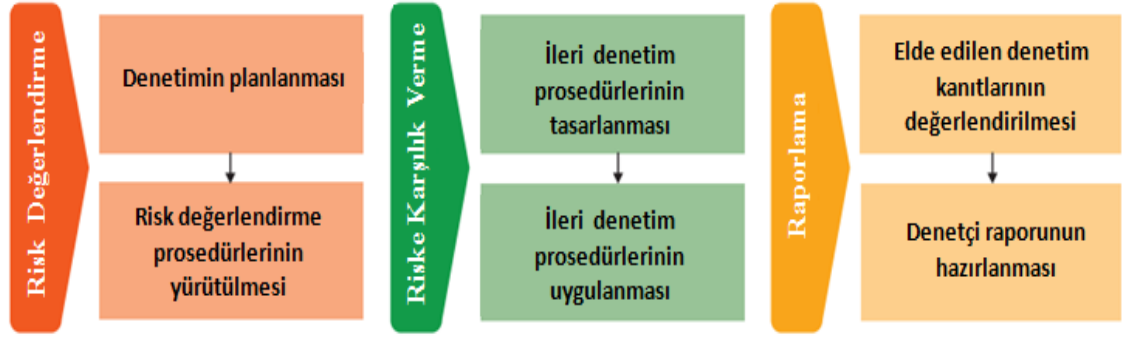 Risk Değerlendirme
Denetimin planlanması
Risk değerlendirme
prosedürlerinin
yürütülmesi
Riske Karşılık Verme
İleri denetim
prosedürlerinin
tasarlanması
İleri denetim
prosedürlerinin
uygulanması
Raporlama
Elde edilen denetim
kanıtlarının
değerlendirilmesi
Denetçi raporunun
hazırlanması